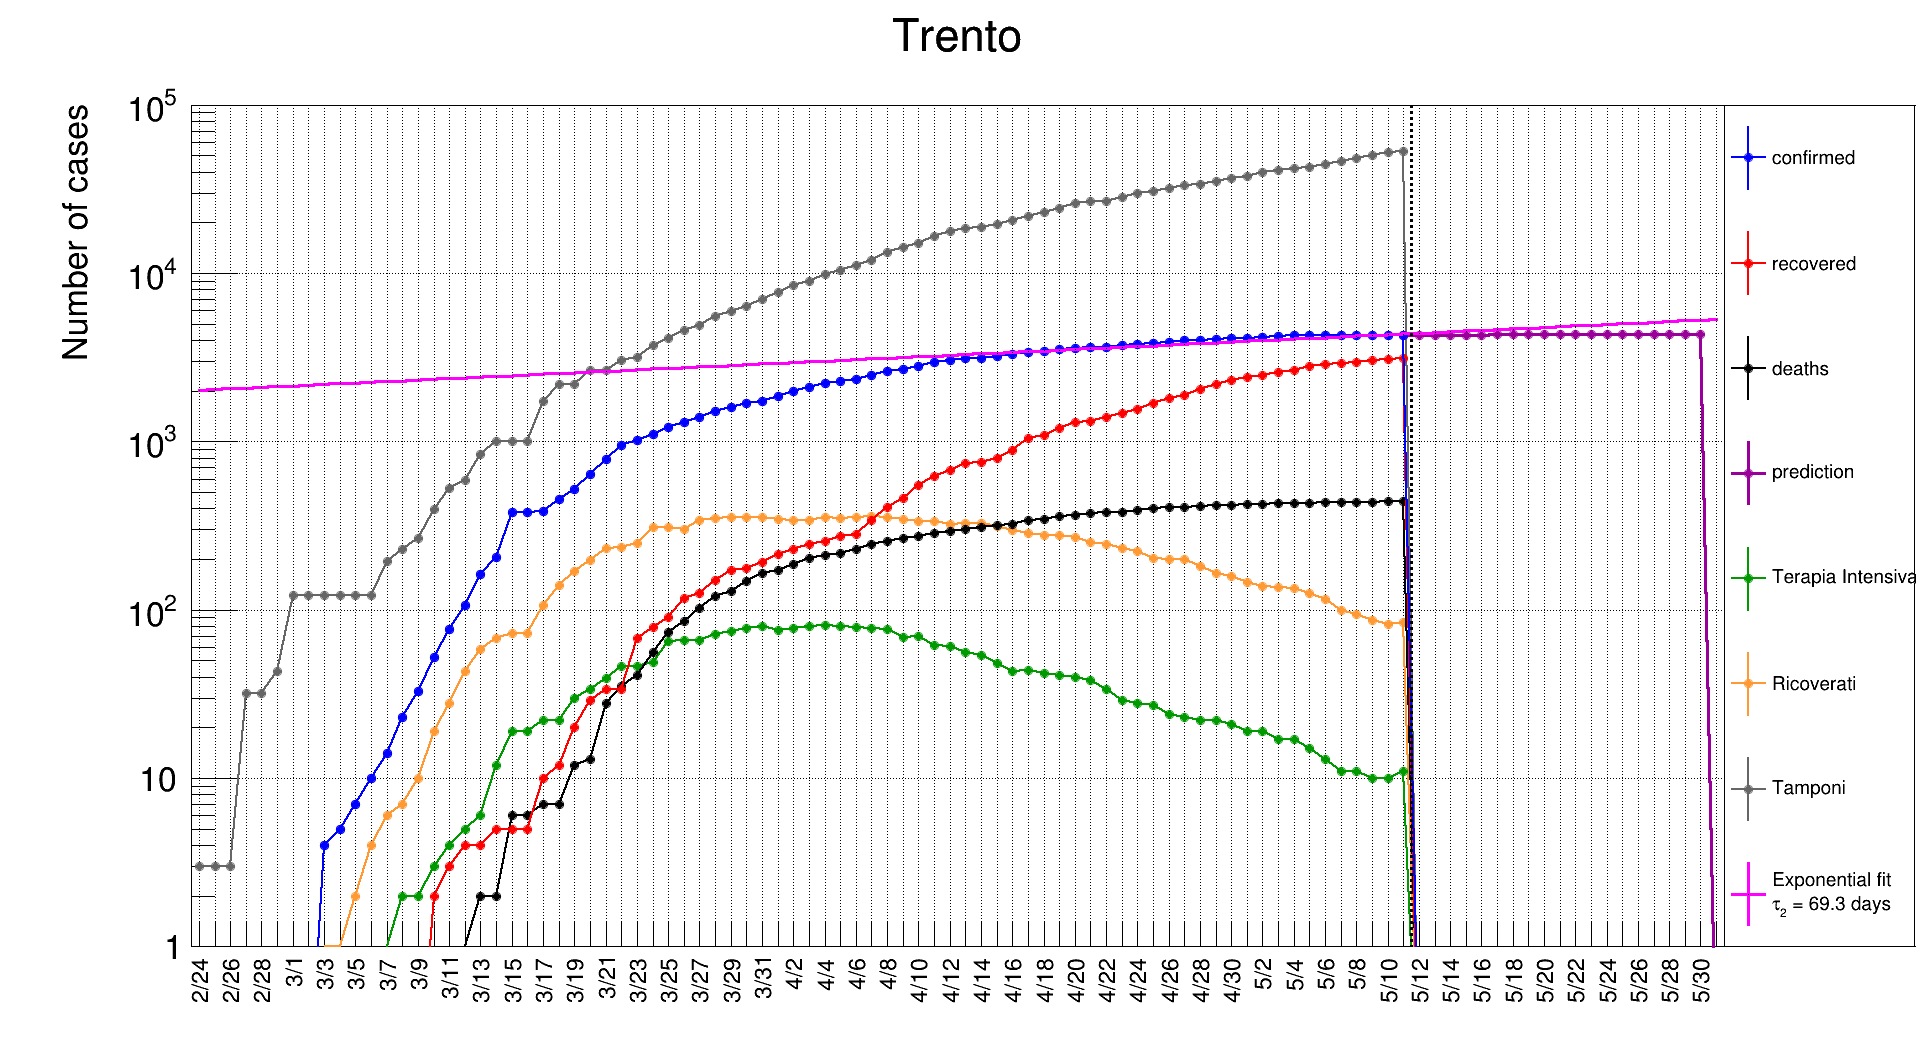 Trento
Number of cases
10^5
10^4
10^3
10^2
10
1
2/24 2/26 2/28 3/1 3/3 3/5 3/7 3/9 3/11 3/13 3/15 3/17 3/19 3/21 3/23 3/25 3/27 3/29 3/31 4/2 4/4 4/6 4/8 4/10 4/12 4/14 4/16 4/18 4/20 4/22 4/24 4/26 4/28 4/30 5/2 5/4 5/6 5/8 5/10 5/12 5/14 5/16 5/18 5/20 5/22 5/24 5/26 5/28 5/30
confirmed
recovered
deaths
prediction
Terapia Intensiva
Ricoverati
Tamponi
Exponential fit
τ₂ = 69.3 days